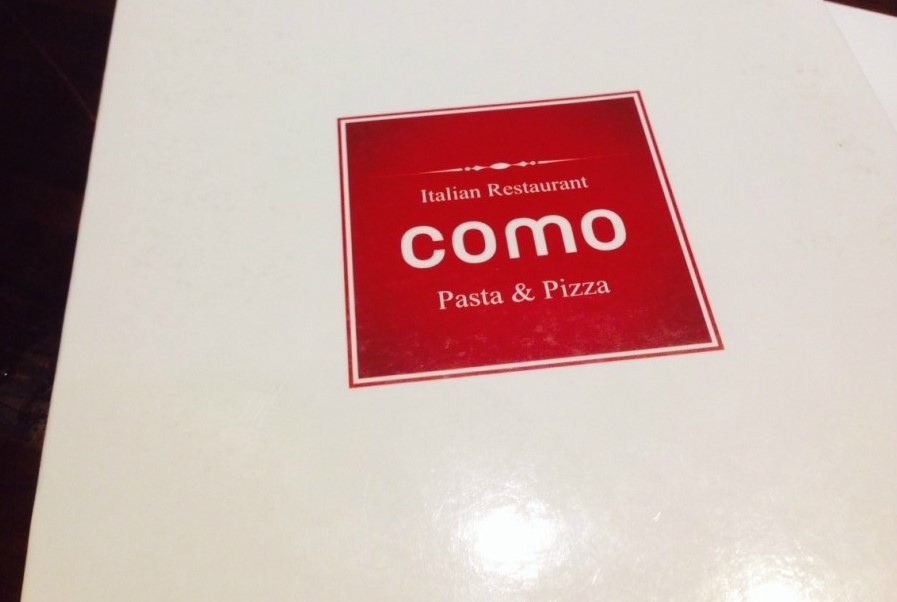 Italian Restaurant
como
Pasta & Pizza